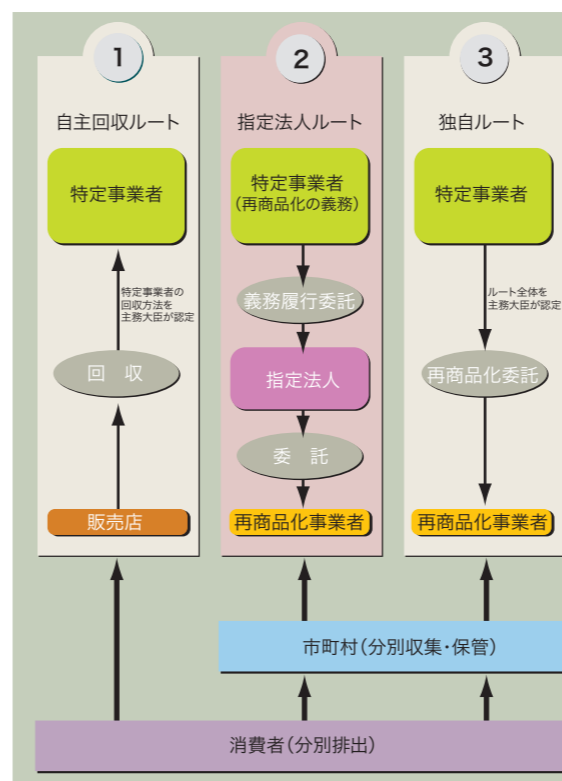 1
自主回収ルート
特定事業者
特定事業者の
回収方法を
主務大臣が認定
回 収
販売店
2
指定法人ルート
特定事業者
(再商品化の義務)
義務履行委託
指定法人
委 託
再商品化事業者
3
独自ルート
特定事業者
ルート全体を
主務大臣が認定
再商品化委託
再商品化事業者
市町村(分別収集・保管)
消費者(分別排出)